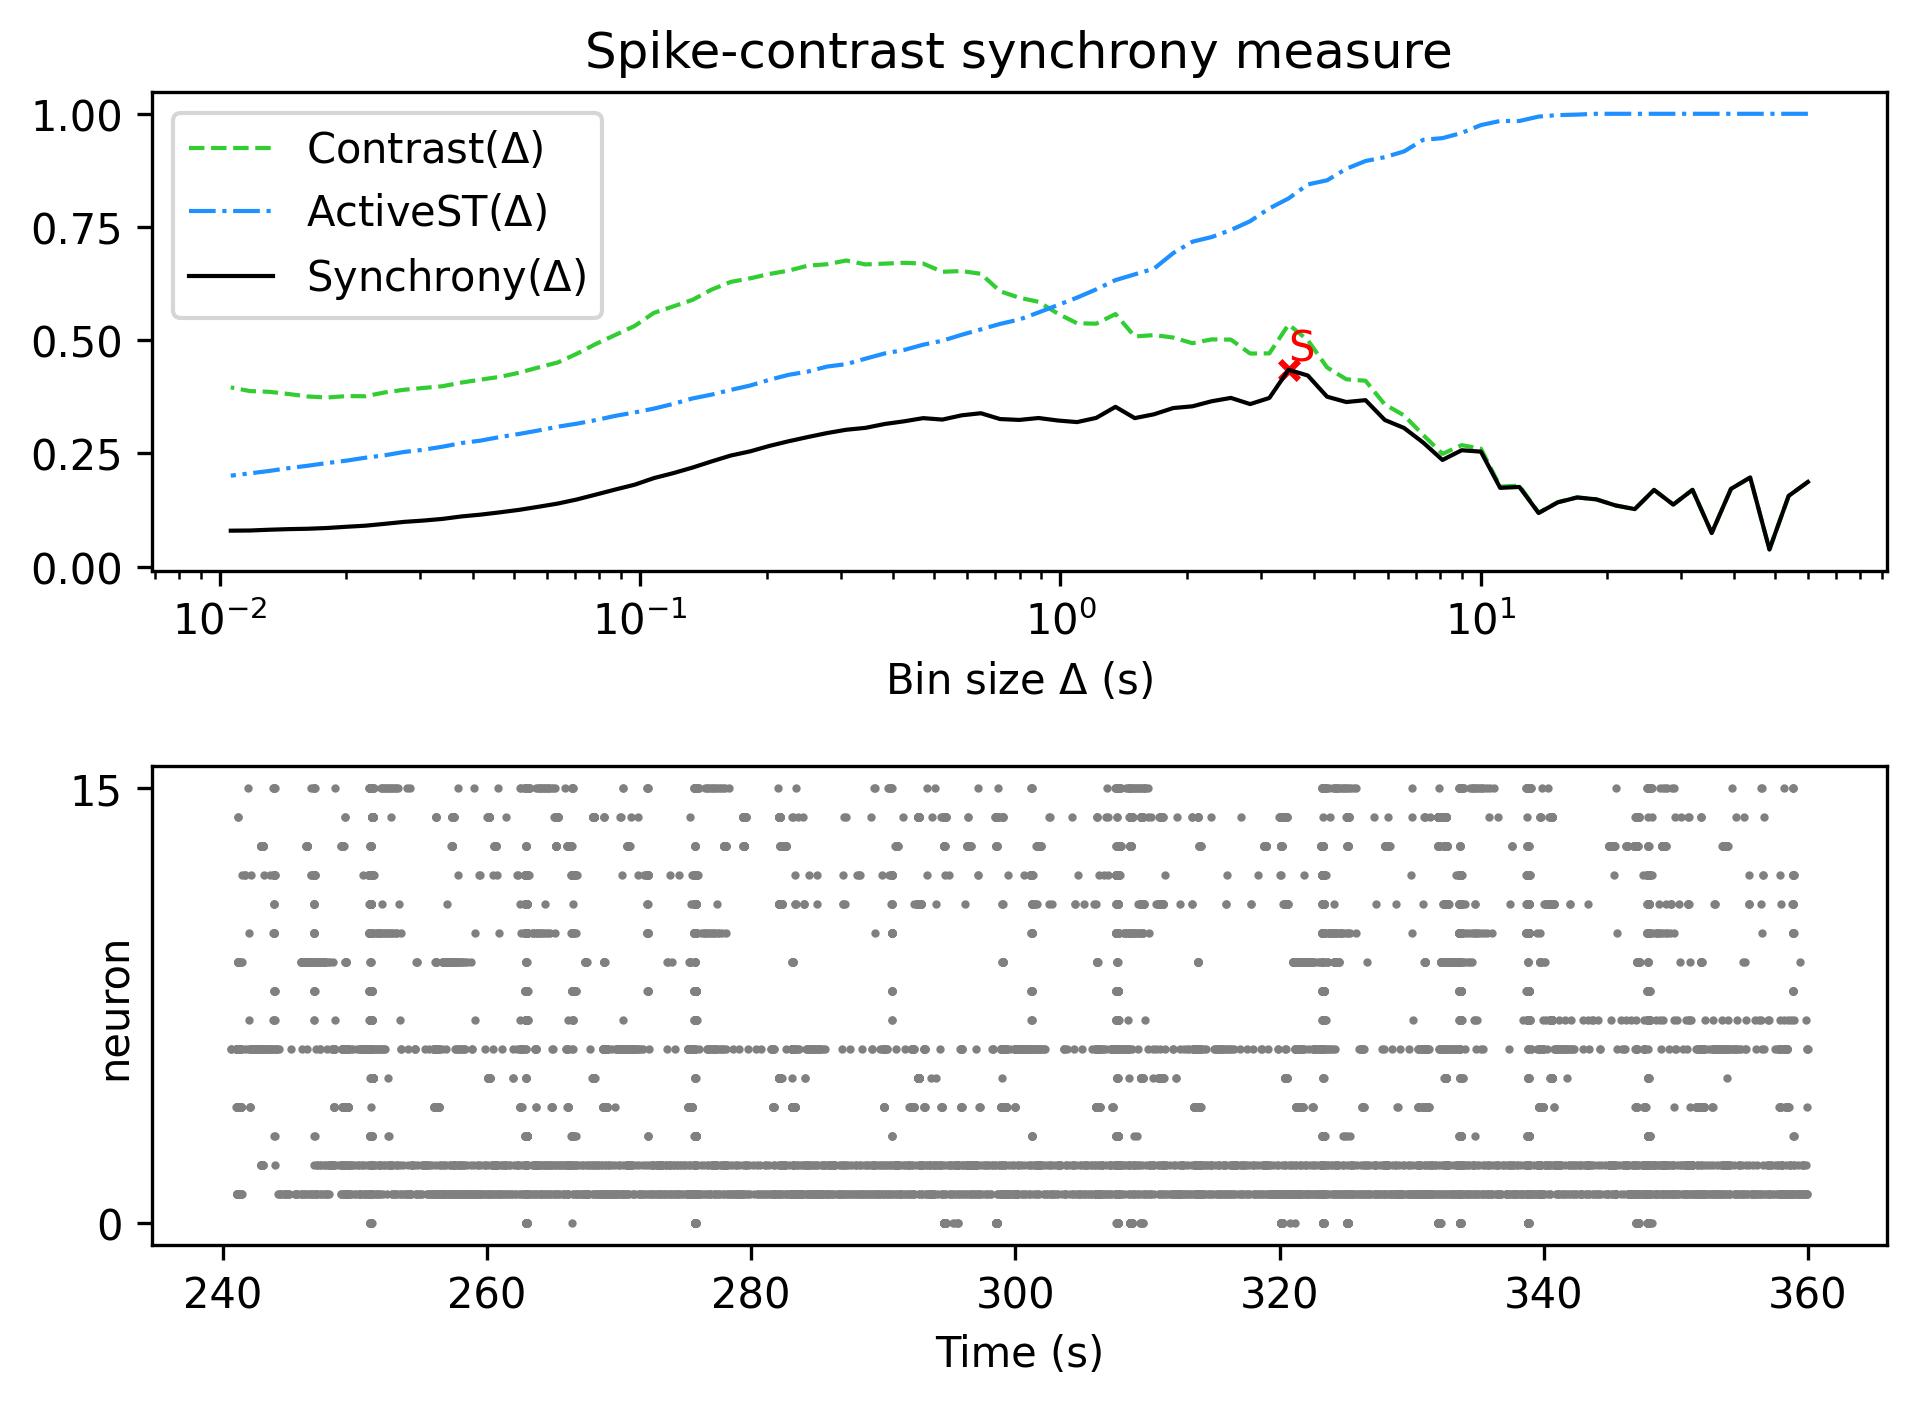 Spike-contrast synchrony measure
1.00
0.75
0.50
0.25
0.00
Contrast(Δ)
ActiveST(Δ)
Synchrony(Δ)
S
10⁻² 10⁻¹ 10⁰ 10¹
Bin size Δ (s)
15
0
neuron
240 260 280 300 320 340 360
Time (s)